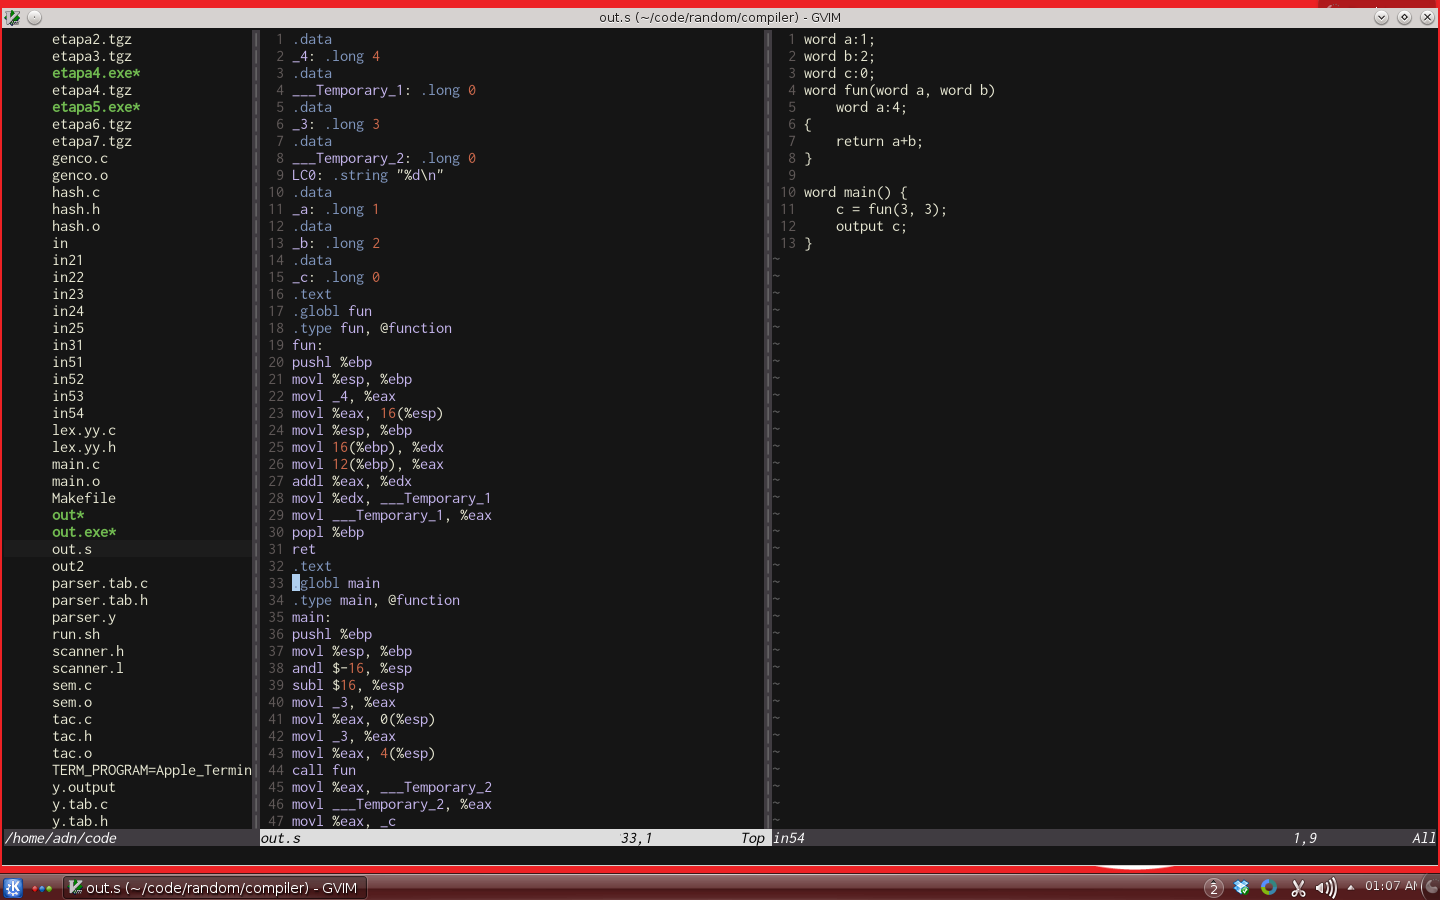 out.s (~/code/random/compiler) - GVIM
etapa2.tgz
etapa3.tgz
etapa4.exe*
etapa4.tgz
etapa5.exe*
etapa6.tgz
etapa7.tgz
genco.c
genco.o
hash.c
hash.h
hash.o
in
in21
in22
in23
in24
in25
in31
in51
in52
in53
in54
lex.yy.c
lex.yy.h
main.c
main.o
Makefile
out*
out.exe*
out.s
out2
parser.tab.c
parser.tab.h
parser.y
run.sh
scanner.h
scanner.l
sem.c
sem.o
tac.c
tac.h
tac.o
TERM_PROGRAM=Apple_Termin
y.output
y.tab.c
y.tab.h
/home/adn/code
1 .data
2 _4: .long 4
3 .data
4 ___Temporary_1: .long 0
5 .data
6 _3: .long 3
7 .data
8 ___Temporary_2: .long 0
9 LC0: .string "%d\n"
10 .data
11 _a: .long 1
12 .data
13 _b: .long 2
14 .data
15 _c: .long 0
16 .text
17 .globl fun
18 .type fun, @function
19 fun:
20 pushl %ebp
21 movl %esp, %ebp
22 movl _4, %eax
23 movl %eax, 16(%esp)
24 movl %esp, %ebp
25 movl 16(%ebp), %edx
26 movl 12(%ebp), %eax
27 addl %eax, %edx
28 movl %edx, ___Temporary_1
29 movl ___Temporary_1, %eax
30 popl %ebp
31 ret
32 .text
33 .globl main
34 .type main, @function
35 main:
36 pushl %ebp
37 movl %esp, %ebp
38 andl $-16, %esp
39 subl $16, %esp
40 movl _3, %eax
41 movl %eax, 0(%esp)
42 movl _3, %eax
43 movl %eax, 4(%esp)
44 call fun
45 movl %eax, ___Temporary_2
46 movl ___Temporary_2, %eax
47 movl %eax, _c
out.s 33,1 Top
1 word a:1;
2 word b:2;
3 word c:0;
4 word fun(word a, word b)
5 word a:4;
6 {
7 return a+b;
8 }
9
10 word main() {
11 c = fun(3, 3);
12 output c;
13 }
in54 1,9 All
out.s (~/code/random/compiler) - GVIM
2
01:07